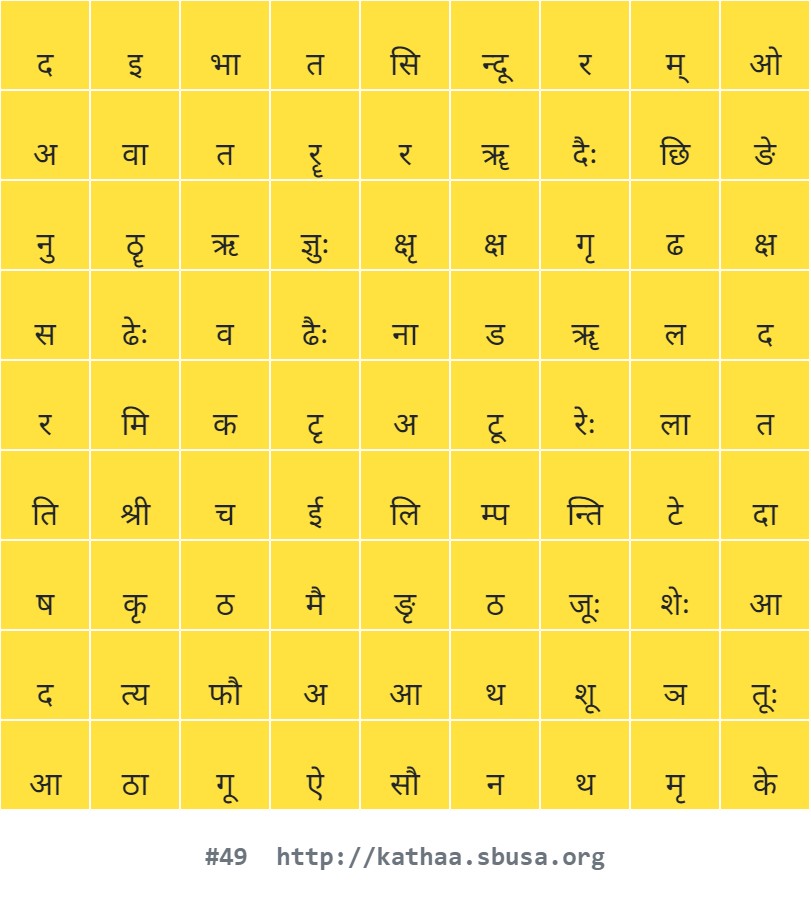 द इ भा त सि न्दू र म् ओ
अ वा त रॄ र ॠ दैः छि ङे
नु ठॄ ऋ ज्ञुः क्षृ क्ष गृ ढ क्ष
स ढेः व ढैः ना ड ॠ ल द
र मि क टृ अ टू रेः ला त
ति श्री च ई लि म्प न्ति टे दा
ष कृ ठ मै ङृ ठ जूः शेः आ
द त्य फौ अ आ थ शू ञ तूः
आ ठा गू ऐ सौ न थ मृ के
#49 http://kathaa.sbusa.org